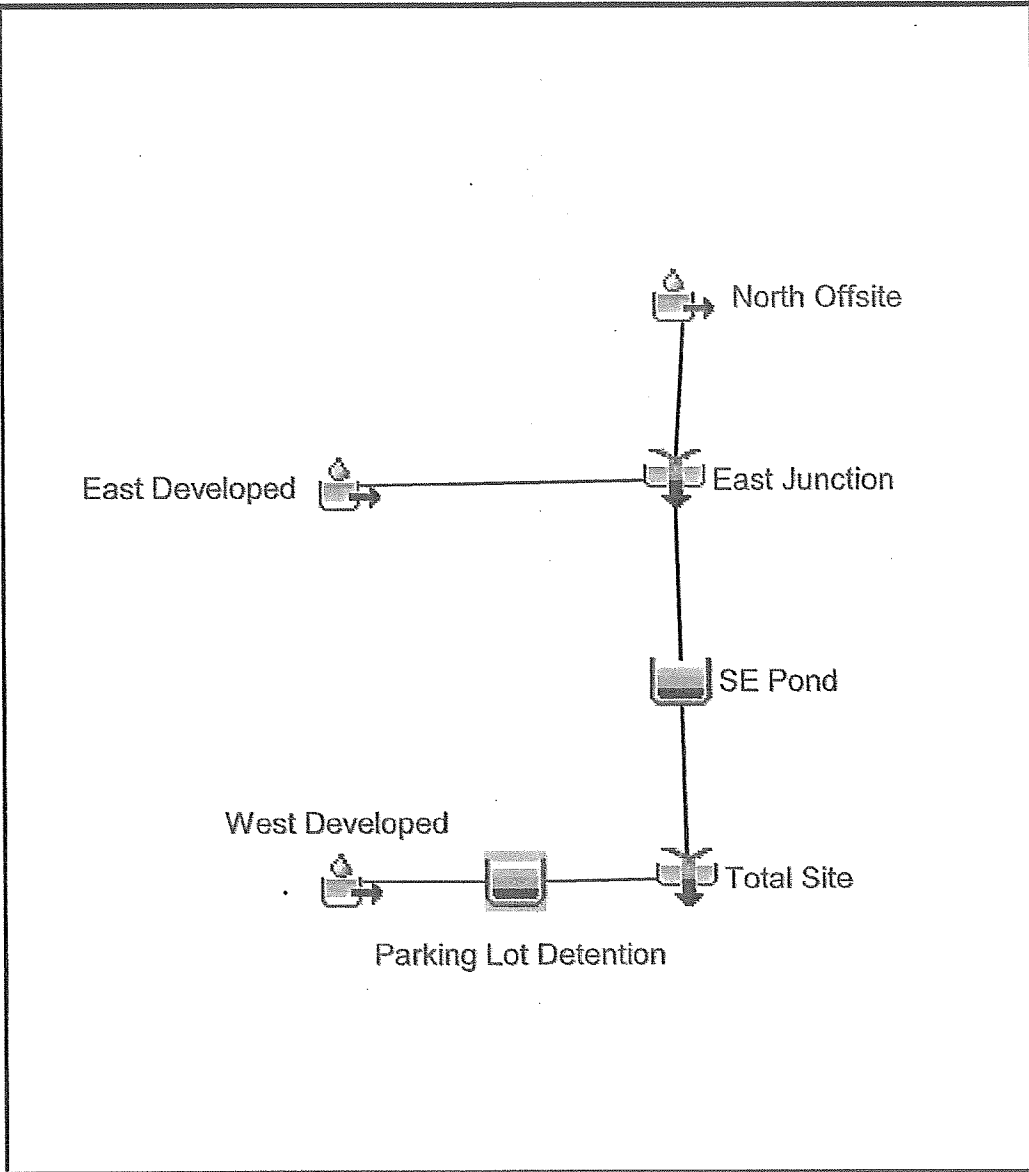 North Offsite
East Developed
East Junction
SE Pond
West Developed
Total Site
Parking Lot Detention